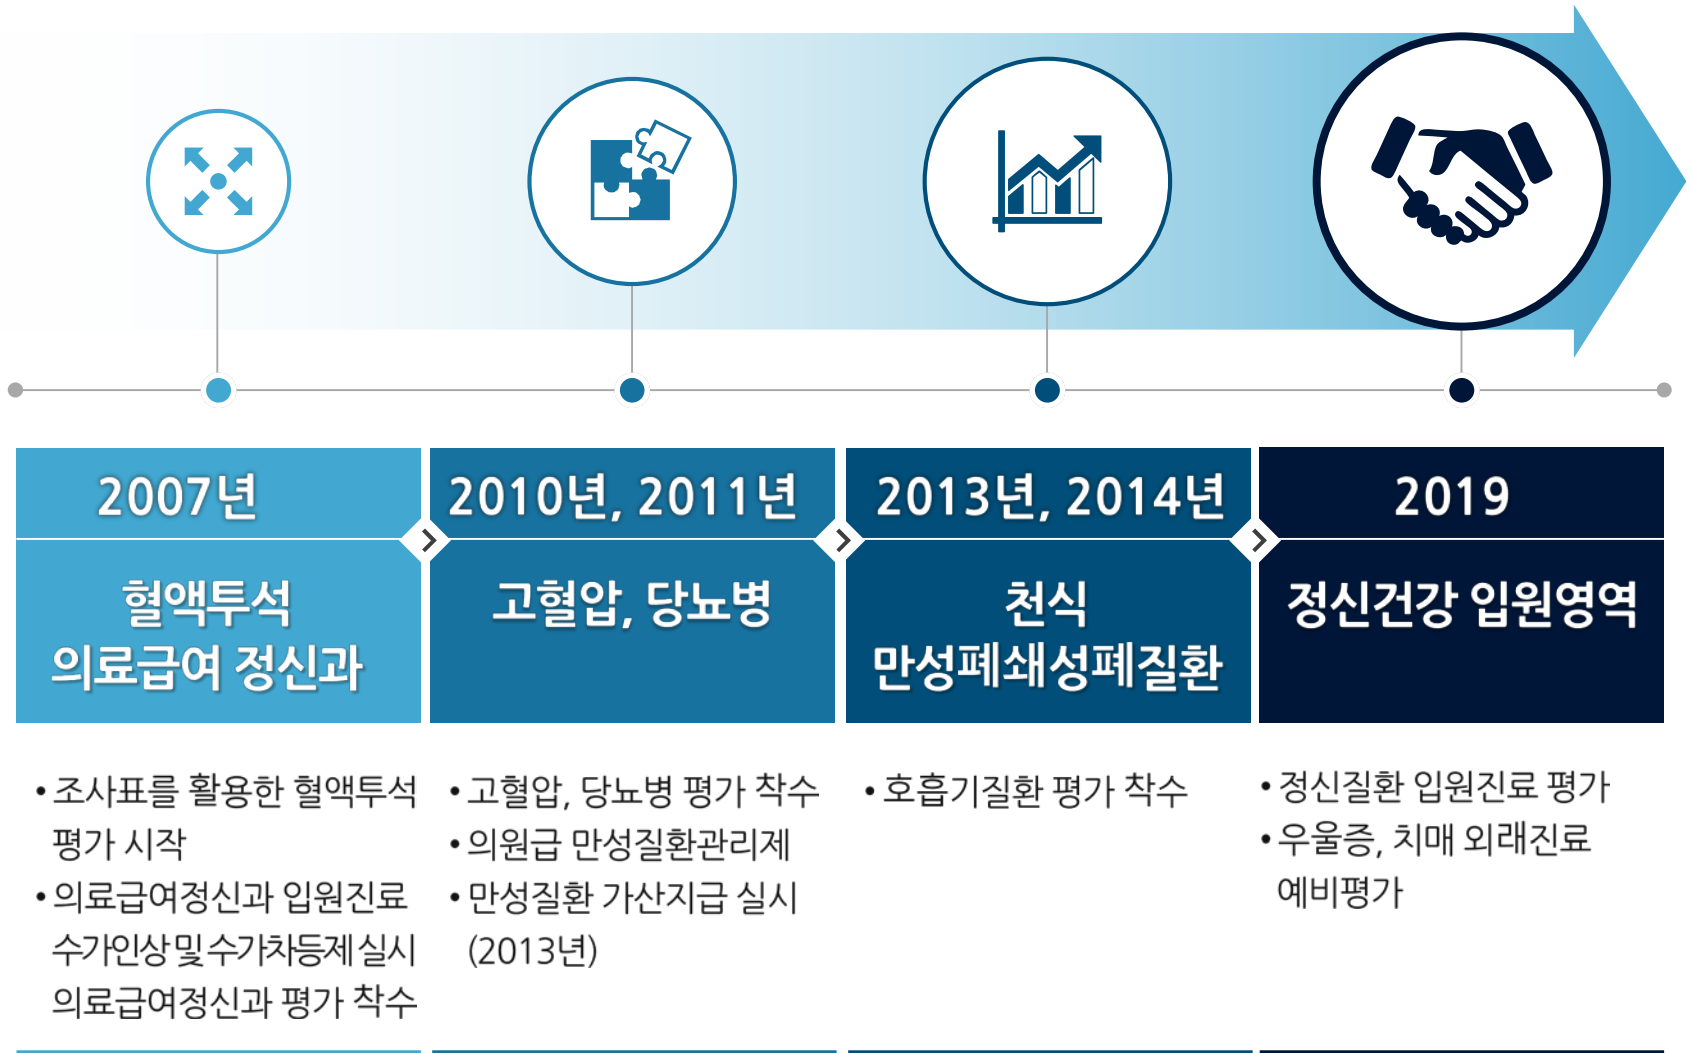 2007년
혈액투석
의료급여 정신과
• 조사표를 활용한 혈액투석
평가 시작
• 의료급여정신과 입원진료
수가인상 및 수가차등제 실시
의료급여정신과 평가 착수
2010년, 2011년
고혈압, 당뇨병
• 고혈압, 당뇨병 평가 착수
• 의원급 만성질환관리제
• 만성질환 가산지급 실시
(2013년)
2013년, 2014년
천식
만성폐쇄성폐질환
• 호흡기질환 평가 착수
2019
정신건강 입원영역
• 정신질환 입원진료 평가
• 우울증, 치매 외래진료
예비평가